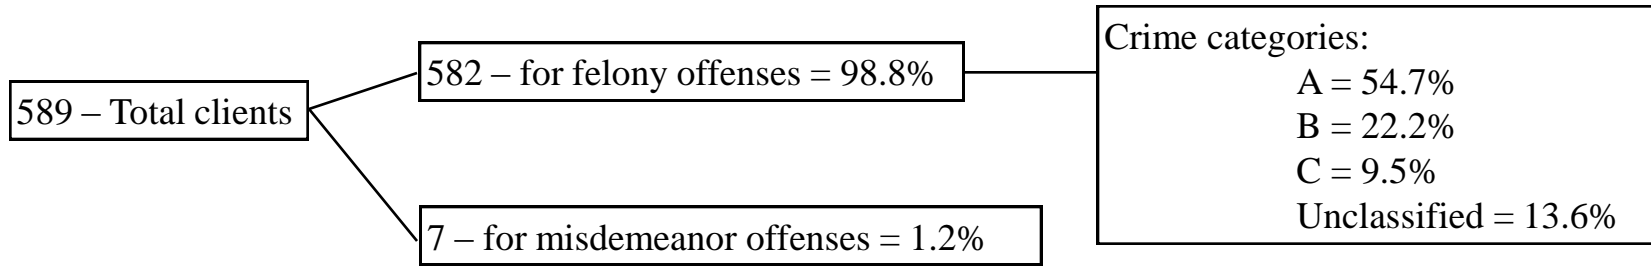 589 – Total clients
582 – for felony offenses = 98.8%
7 – for misdemeanor offenses = 1.2%
Crime categories:
A = 54.7%
B = 22.2%
C = 9.5%
Unclassified = 13.6%